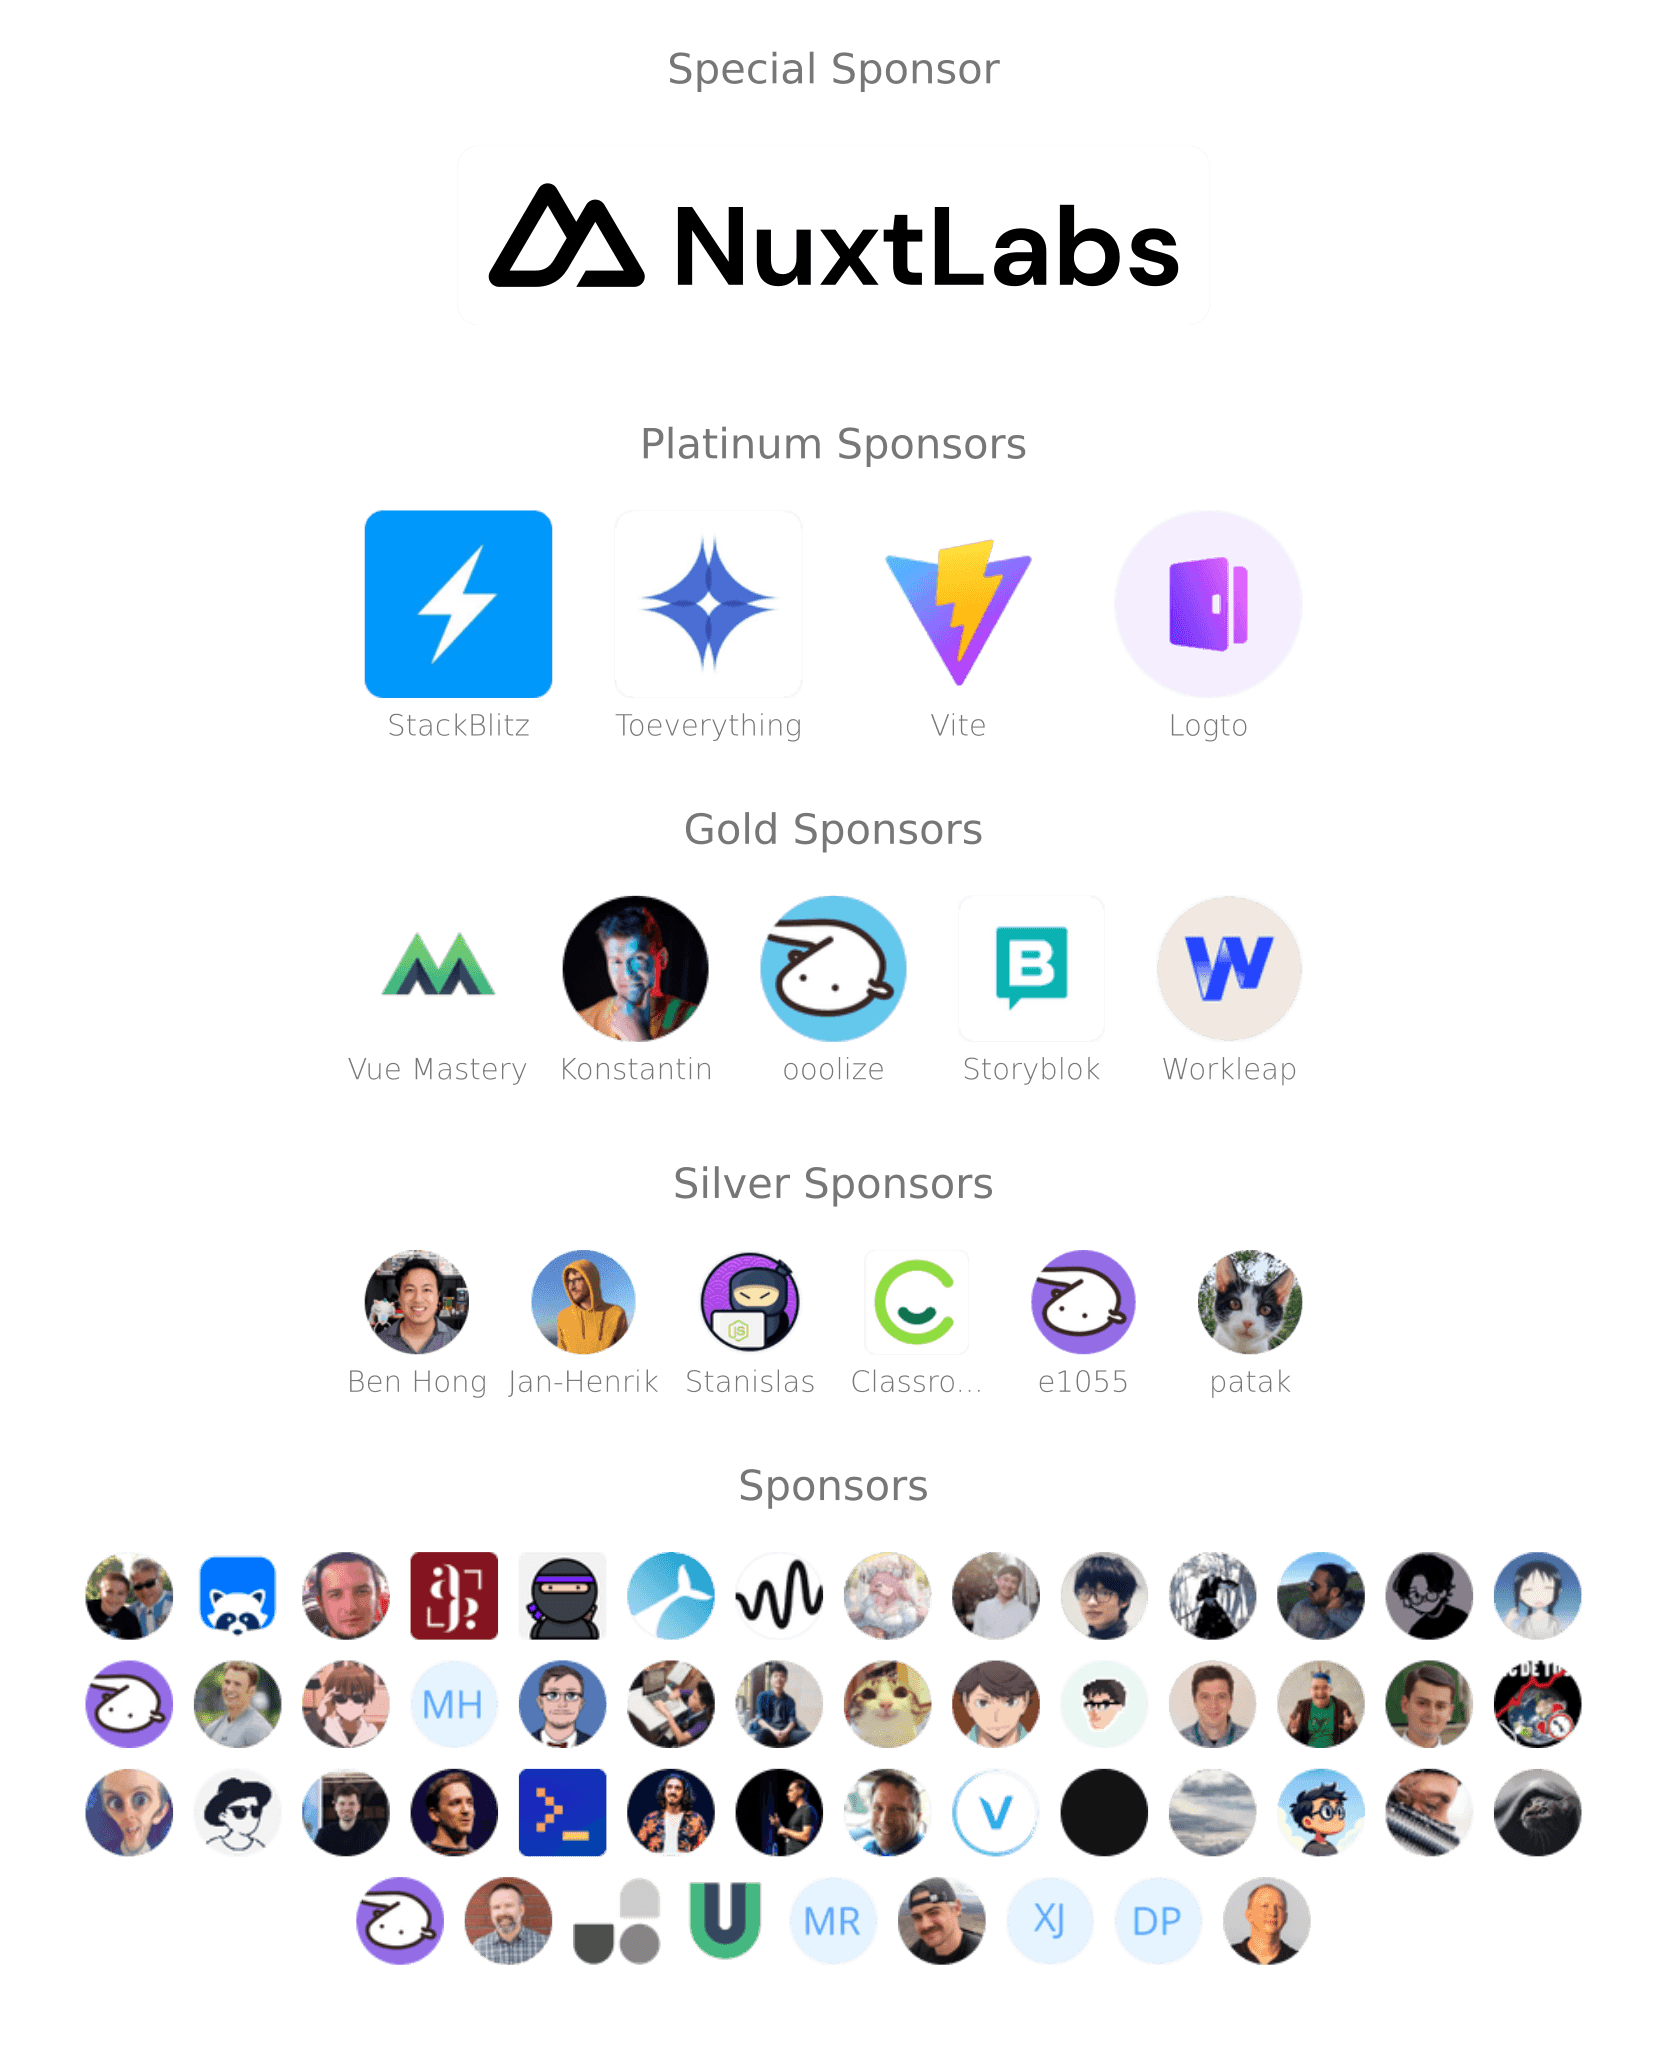 Special Sponsor
NuxtLabs
Platinum Sponsors
StackBlitz Toeverything Vite Logto
Gold Sponsors
Vue Mastery Konstantin ooolize Storyblok Workleap
Silver Sponsors
JS
Ben Hong Jan-Henrik Stanislas Classro... e1055 patak
Sponsors
MH
MR XJ DP